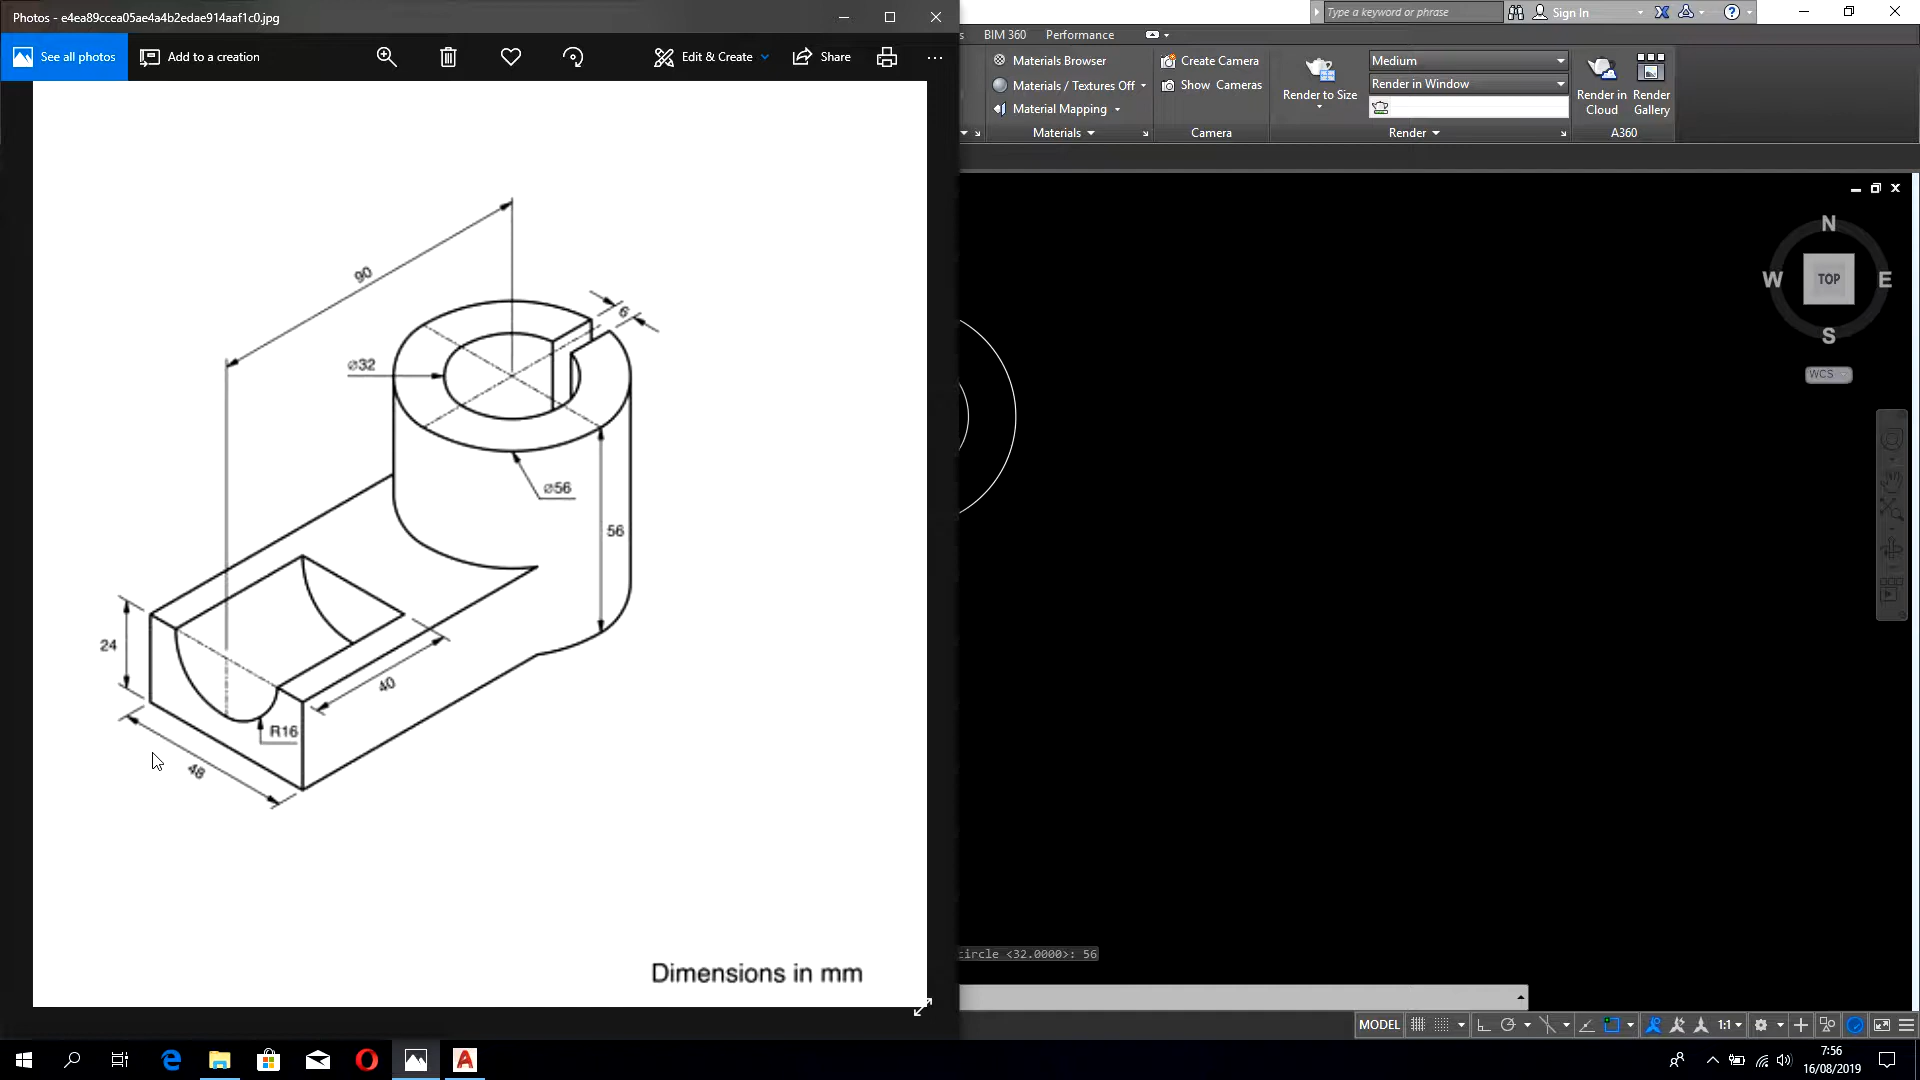 Photos - e4ea89ccea05ae4a4b2edae914aaf1c0.jpg
See all photos
Add to a creation
Edit & Create
Share
90
6
Ø32
Ø56
56
24
40
R16
48
Dimensions in mm
Type a keyword or phrase
Sign In
BIM 360
Performance
Materials Browser
Materials / Textures Off
Material Mapping
Materials
Create Camera
Show Cameras
Camera
Render to Size
Medium
Render in Window
Render
Render in Cloud
Render Gallery
A360
N
W
TOP
E
S
WCS
circle <32.0000>: 56
MODEL
1:1
7:56
16/08/2019